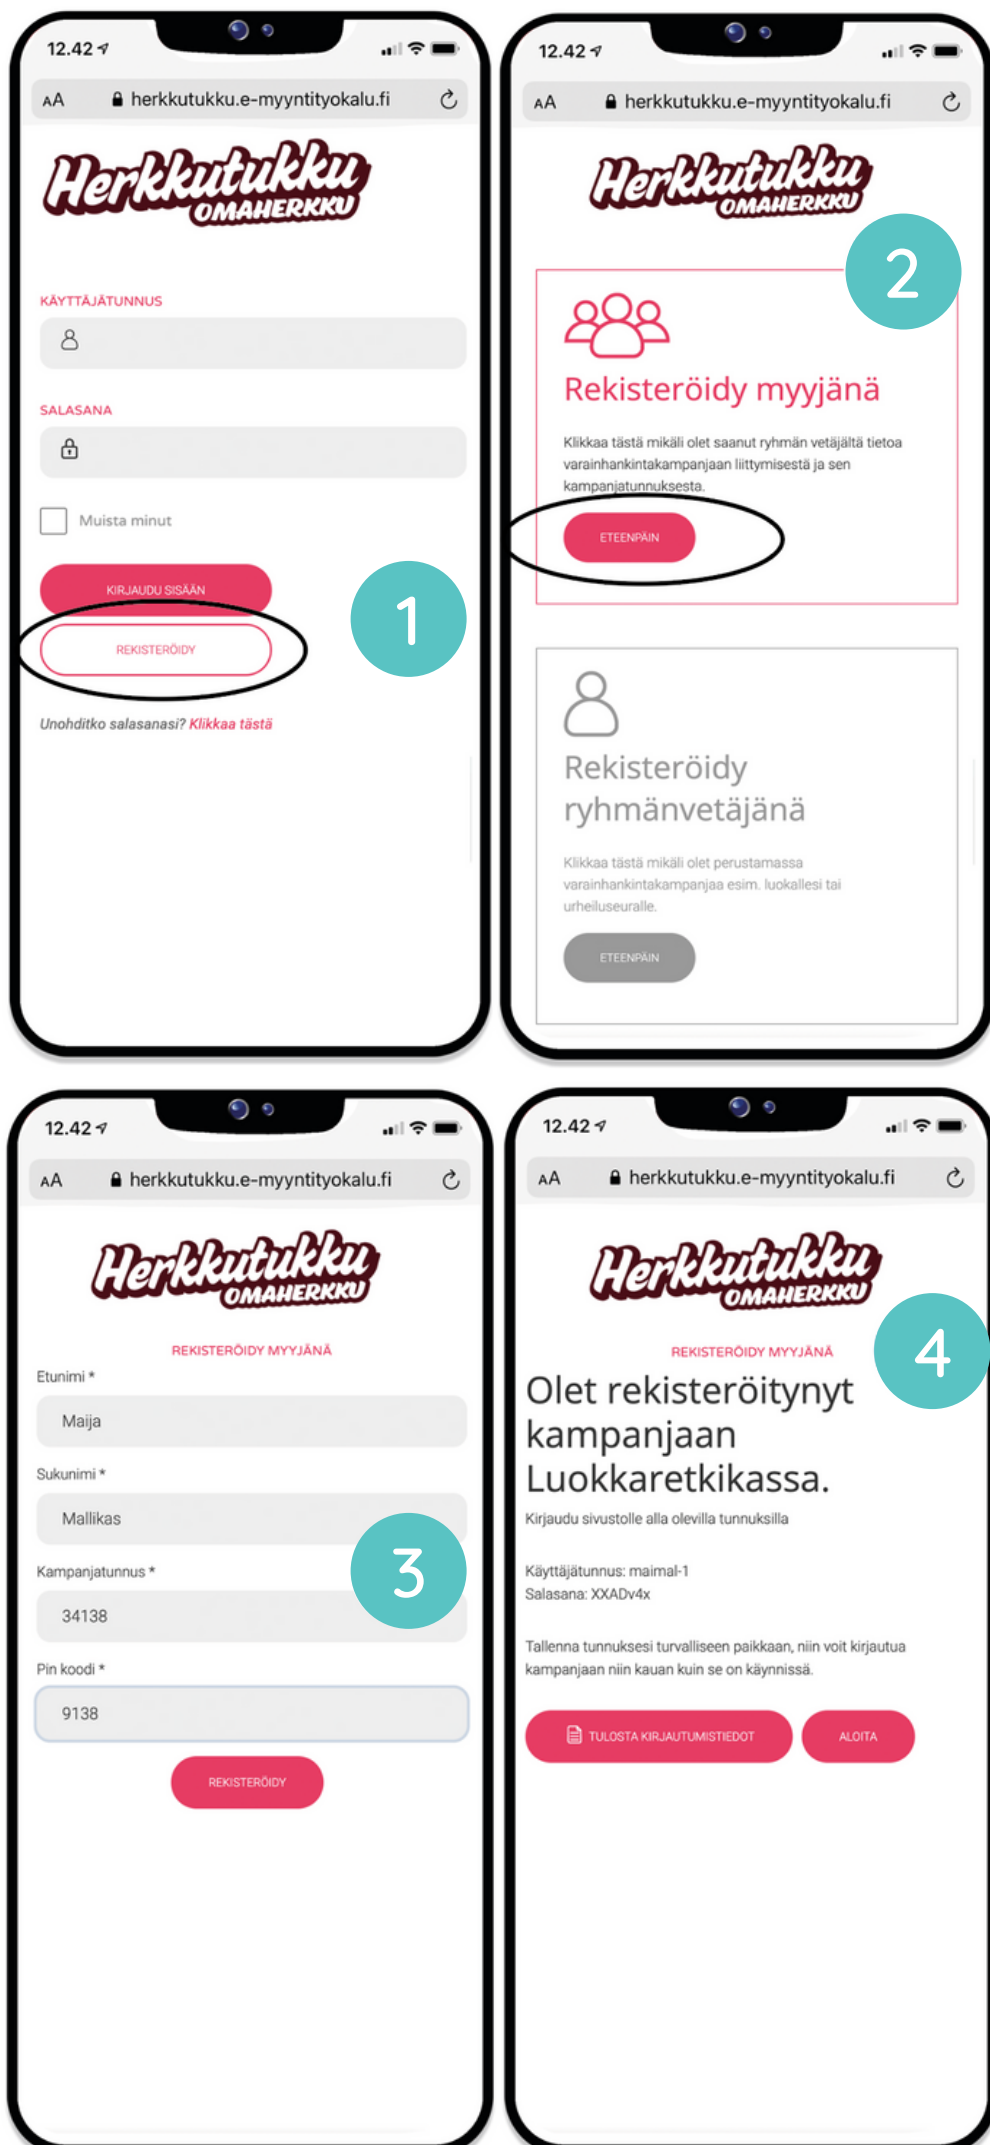 12.42
AA herkkutukku.e-myyntityokalu.fi
Herkkutukku
OMAHERKKU
KÄYTTÄJÄTUNNUS
SALASANA
Muista minut
KIRJAUDU SISÄÄN
REKISTERÖIDY
Unohditko salasanasi? Klikkaa tästä
1
12.42
AA herkkutukku.e-myyntityokalu.fi
Herkkutukku
OMAHERKKU
2
Rekisteröidy myyjänä
Klikkaa tästä mikäli olet saanut ryhmän vetäjältä tietoa
varainhankintakampanjaan liittymisestä ja sen
kampanjatunnuksesta.
ETEENPÄIN
Rekisteröidy
ryhmänvetäjänä
Klikkaa tästä mikäli olet perustamassa
varainhankintakampanjaa esim. luokallesi tai
urheiluseuralle.
ETEENPÄIN
12.42
AA herkkutukku.e-myyntityokalu.fi
Herkkutukku
OMAHERKKU
REKISTERÖIDY MYYJÄNÄ
Etunimi *
Maija
Sukunimi *
Mallikas
Kampanjatunnus *
34138
Pin koodi *
9138
REKISTERÖIDY
3
12.42
AA herkkutukku.e-myyntityokalu.fi
Herkkutukku
OMAHERKKU
4
REKISTERÖIDY MYYJÄNÄ
Olet rekisteröitynyt
kampanjaan
Luokkaretkikassa.
Kirjaudu sivustolle alla olevilla tunnuksilla
Käyttäjätunnus: maimal-1
Salasana: XXADv4x
Tallenna tunnuksesi turvalliseen paikkaan, niin voit kirjautua
kampanjaan niin kauan kuin se on käynnissä.
TULOSTA KIRJAUTUMISTIEDOT ALOITA